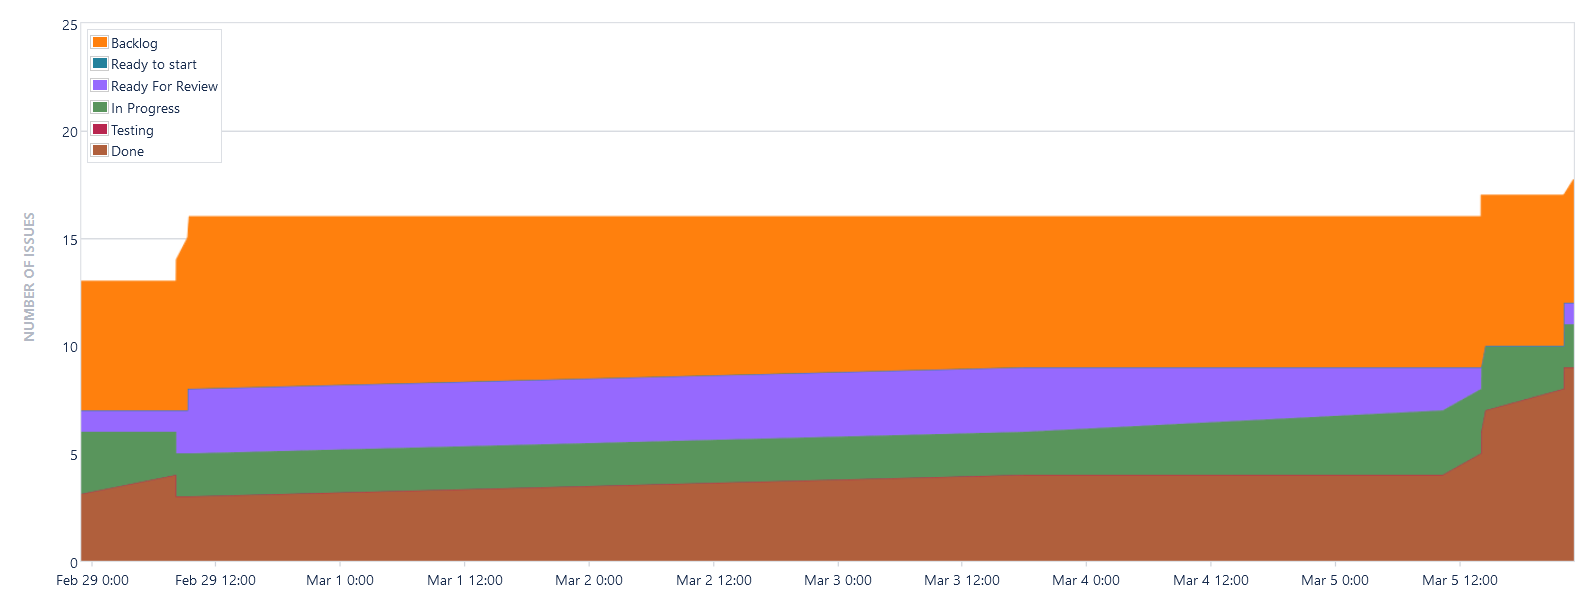 25
Backlog
Ready to start
Ready For Review
In Progress
Testing
Done
20
15
10
5
0
NUMBER OF ISSUES
Feb 29 0:00 Feb 29 12:00 Mar 1 0:00 Mar 1 12:00 Mar 2 0:00 Mar 2 12:00 Mar 3 0:00 Mar 3 12:00 Mar 4 0:00 Mar 4 12:00 Mar 5 0:00 Mar 5 12:00